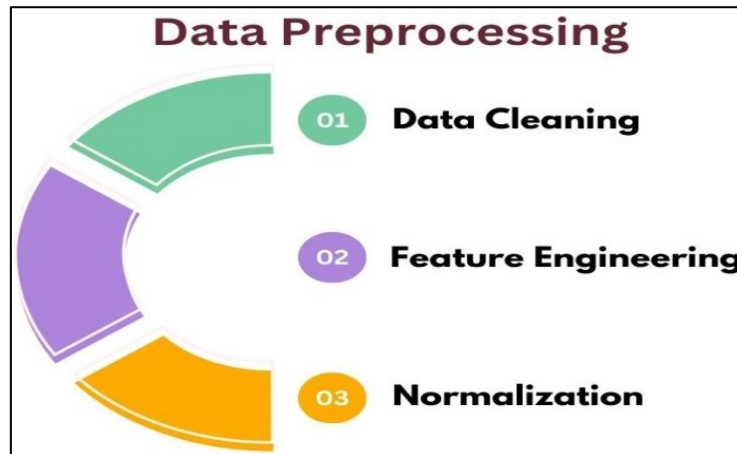 Data Preprocessing
01 Data Cleaning
02 Feature Engineering
03 Normalization